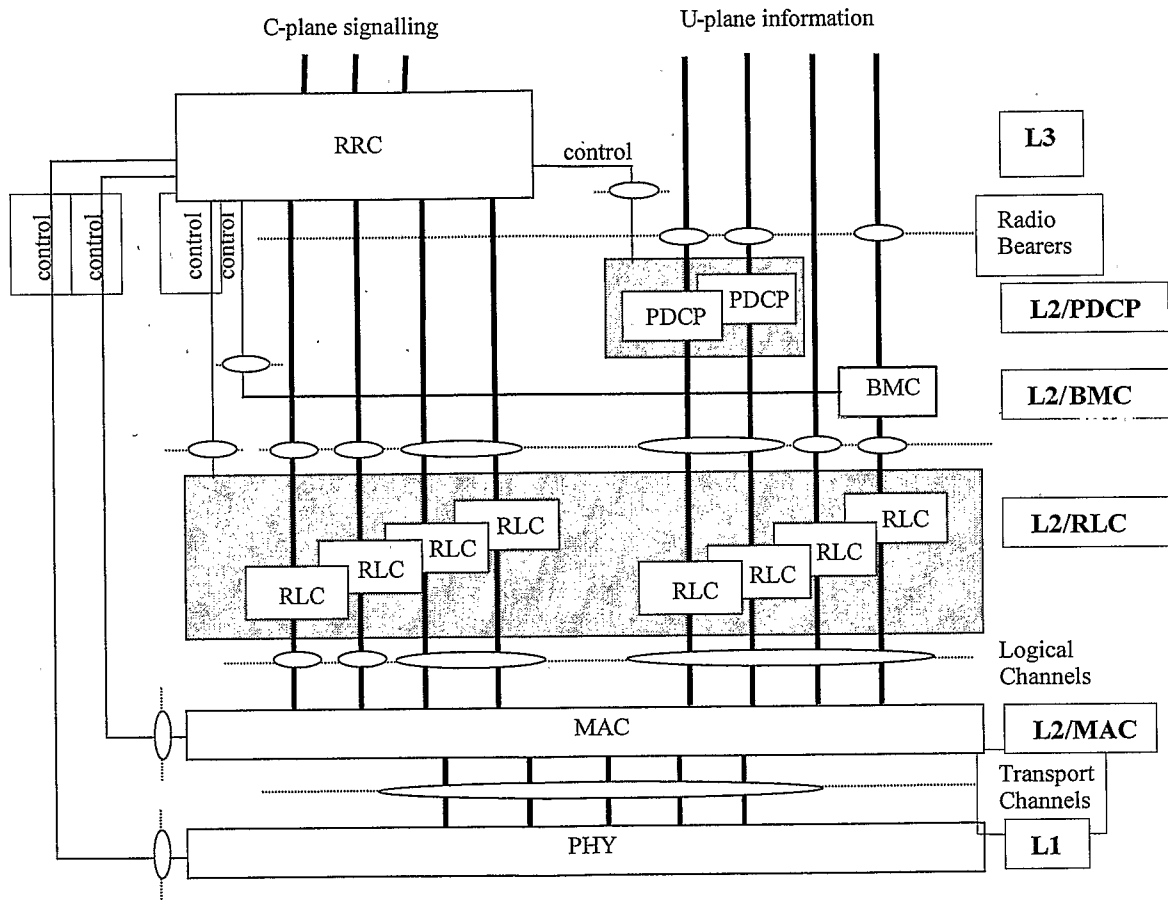 C-plane signalling
U-plane information
RRC
control
L3
control
control
control
control
Radio
Bearers
PDCP
PDCP
L2/PDCP
BMC
L2/BMC
RLC
RLC
RLC
RLC
RLC
RLC
RLC
RLC
L2/RLC
Logical
Channels
MAC
L2/MAC
Transport
Channels
PHY
L1